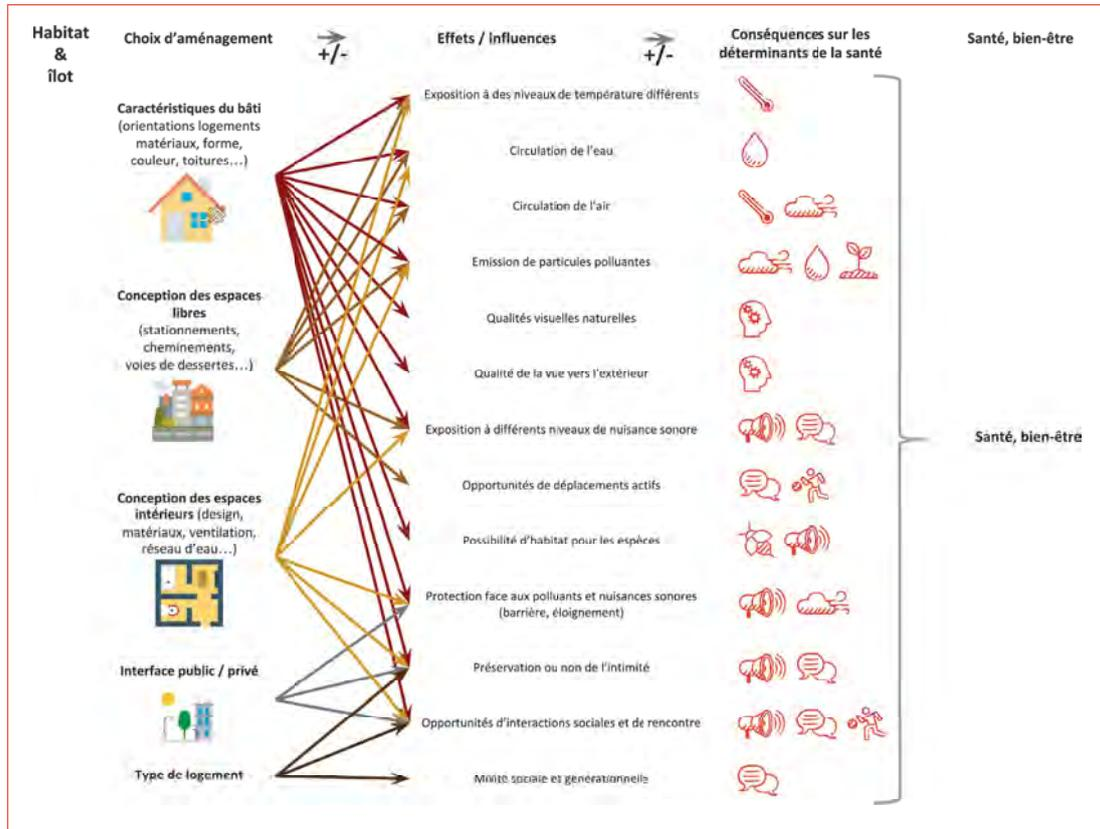 Habitat
&
îlot
Choix d'aménagement
+/-
Effets / influences
+/-
Conséquences sur les
déterminants de la santé
Santé, bien-être
Caractéristiques du bâti
(orientations logements
matériaux, forme,
couleur, toitures…)
Conception des espaces
libres
(stationnements,
cheminements,
voies de dessertes…)
Conception des espaces
intérieurs (design,
matériaux, ventilation,
réseau d'eau…)
Interface public / privé
Type de logement
Exposition à des niveaux de température différents
Circulation de l'eau
Circulation de l'air
Emission de particules polluantes
Qualités visuelles naturelles
Qualité de la vue vers l'extérieur
Exposition à différents niveaux de nuisance sonore
Opportunités de déplacements actifs
Possibilité d'habitat pour les espèces
Protection face aux polluants et nuisances sonores
(barrière, éloignement)
Préservation ou non de l'intimité
Opportunités d'interactions sociales et de rencontre
Mixité sociale et générationnelle
Santé, bien-être